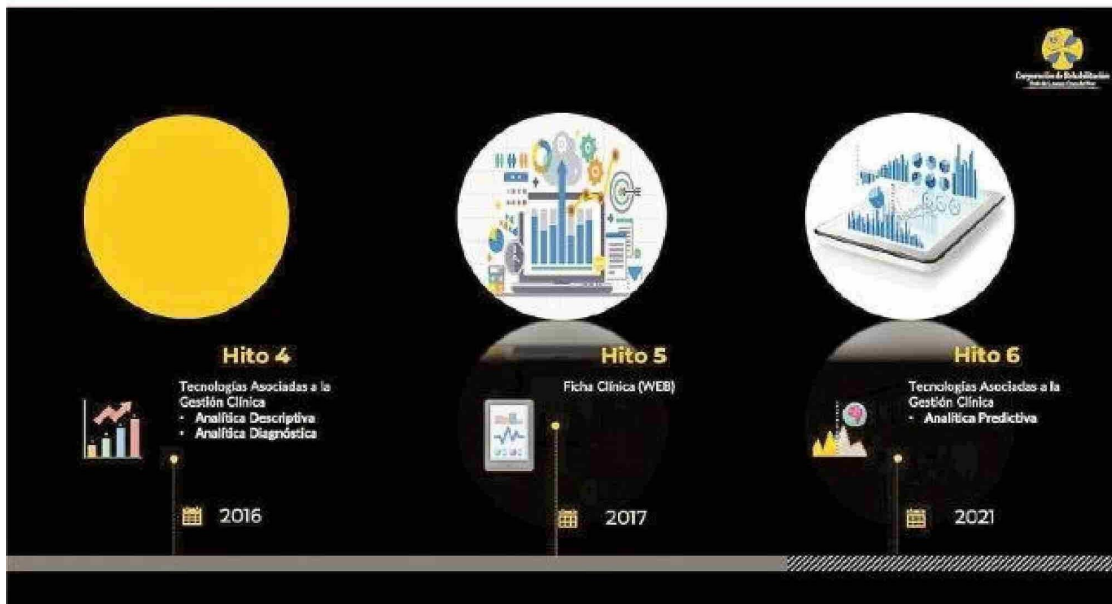 Corporación de Rehabilitación
Hito 4
Tecnologías Asociadas a la
Gestión Clínica
• Analítica Descriptiva
• Analítica Diagnóstica
2016
Hito 5
Ficha Clínica (WEB)
2017
Hito 6
Tecnologías Asociadas a la
Gestión Clínica
• Analítica Predictiva
2021